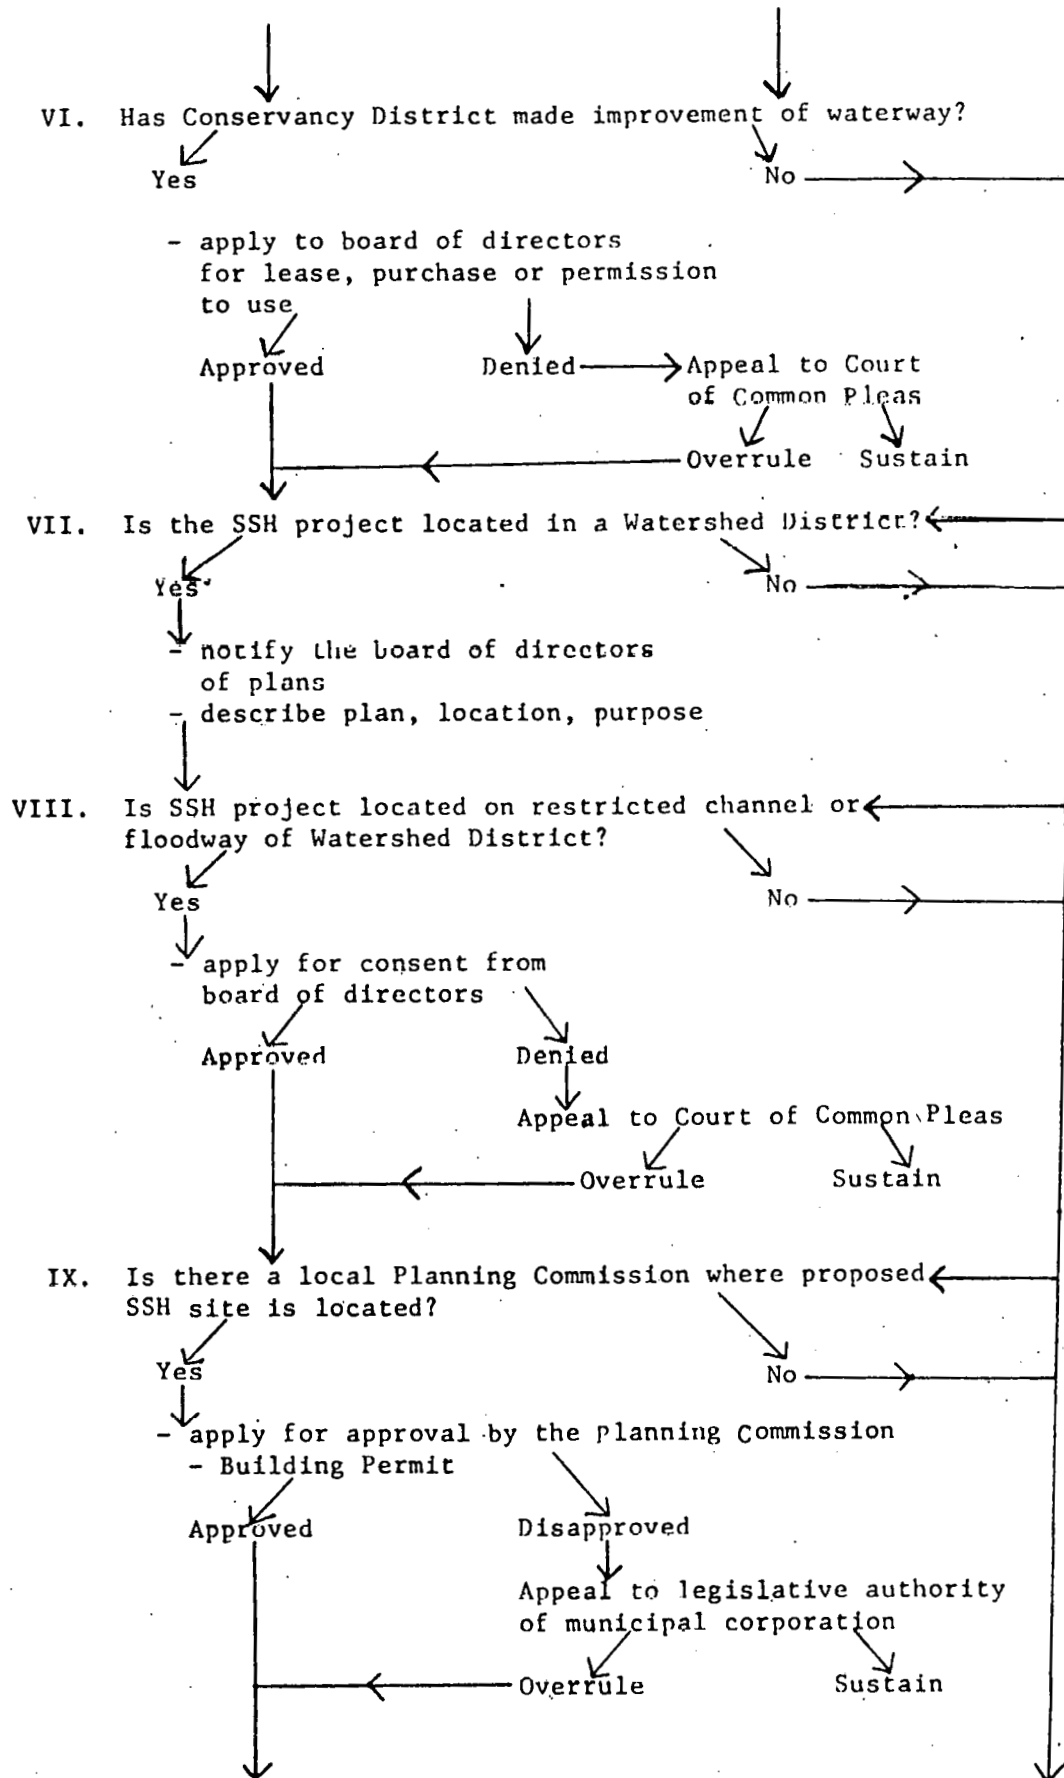 VI. Has Conservancy District made improvement of waterway?
Yes
No
- apply to board of directors
for lease, purchase or permission
to use
Approved
Denied
Appeal to Court
of Common Pleas
Overrule
Sustain
VII. Is the SSH project located in a Watershed District?
Yes
No
- notify the board of directors
of plans
- describe plan, location, purpose
VIII. Is SSH project located on restricted channel or
floodway of Watershed District?
Yes
No
- apply for consent from
board of directors
Approved
Denied
Appeal to Court of Common Pleas
Overrule
Sustain
IX. Is there a local Planning Commission where proposed
SSH site is located?
Yes
No
- apply for approval by the Planning Commission
- Building Permit
Approved
Disapproved
Appeal to legislative authority
of municipal corporation
Overrule
Sustain